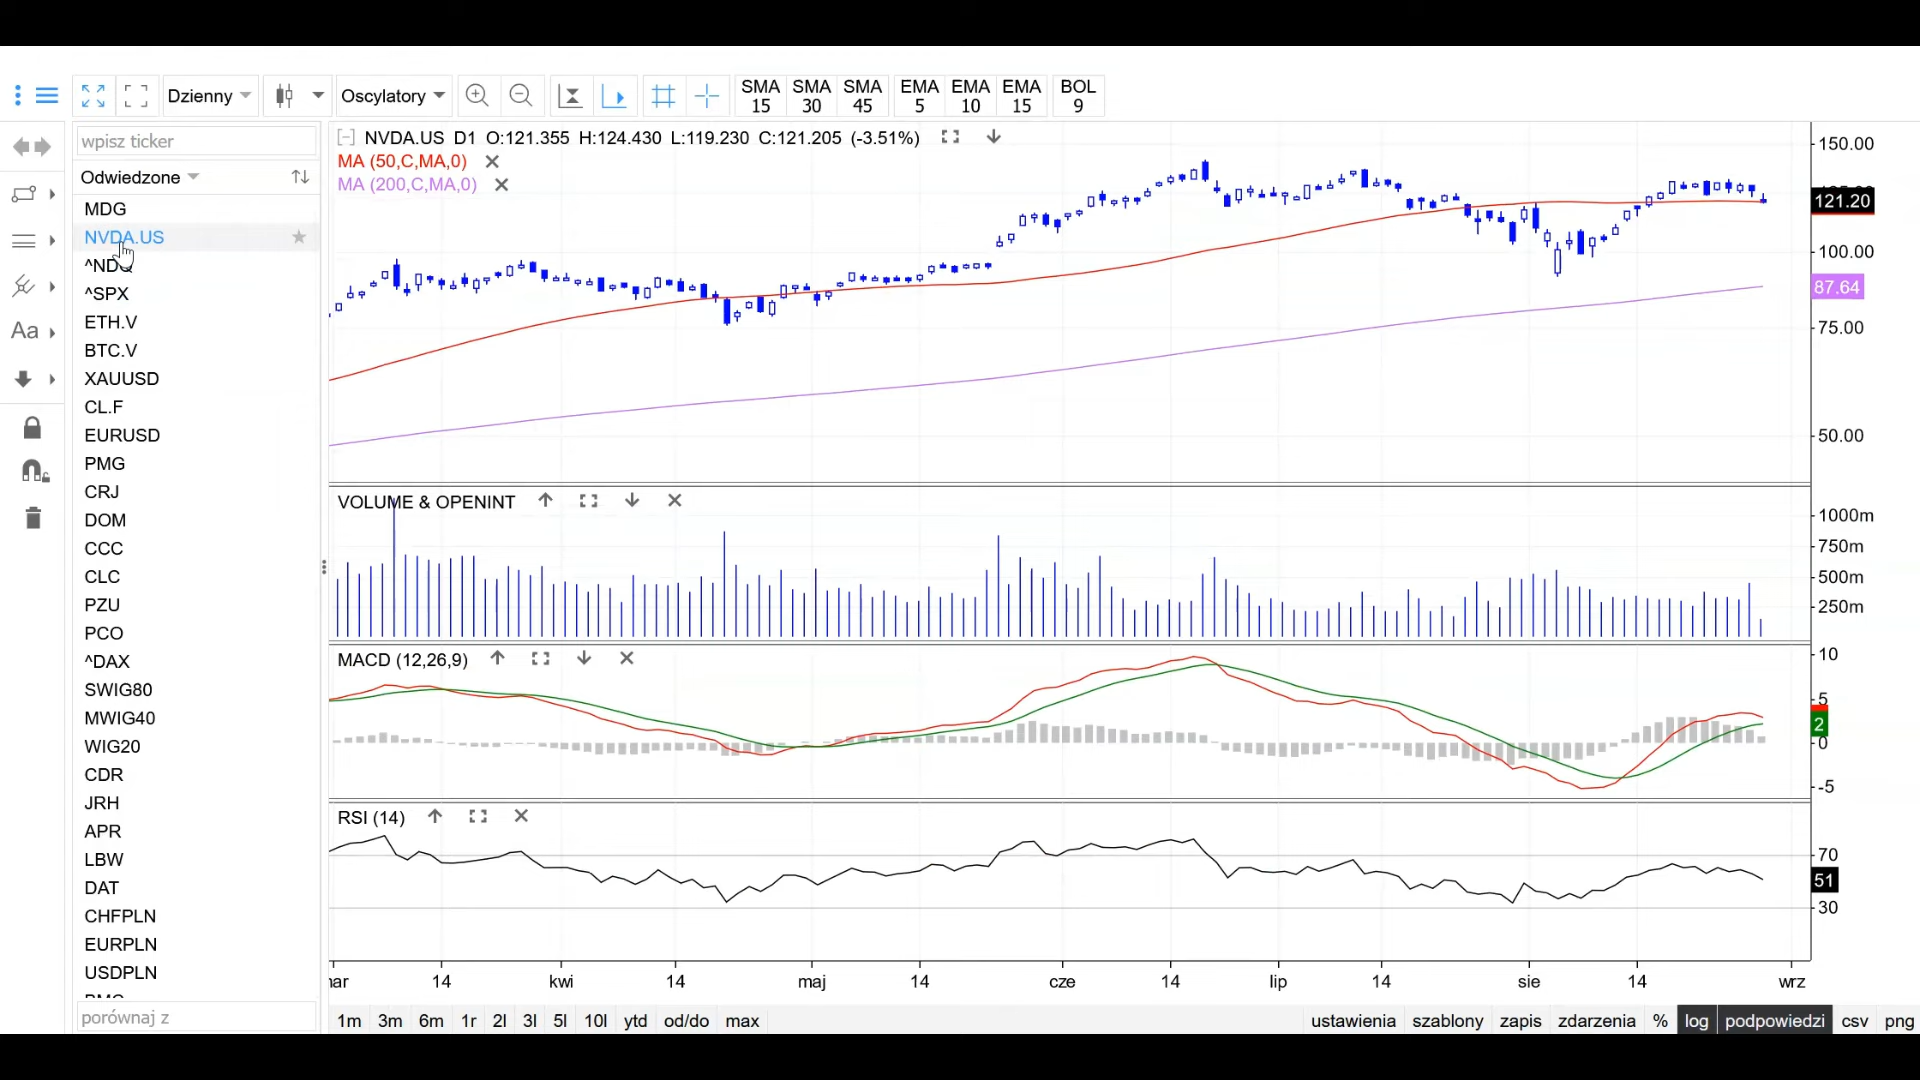 Dzienny
Oscylatory
SMA 15
SMA 30
SMA 45
EMA 5
EMA 10
EMA 15
BOL 9
wpisz ticker
Odwiedzone
MDG
NVDA.US
^NDQ
^SPX
ETH.V
BTC.V
XAUUSD
CL.F
EURUSD
PMG
CRJ
DOM
CCC
CLC
PZU
PCO
^DAX
SWIG80
MWIG40
WIG20
CDR
JRH
APR
LBW
DAT
CHFPLN
EURPLN
USDPLN
porównaj z
[-] NVDA.US D1 O:121.355 H:124.430 L:119.230 C:121.205 (-3.51%)
MA (50,C,MA,0)
MA (200,C,MA,0)
150.00
121.20
100.00
87.64
75.00
50.00
VOLUME & OPENINT
1000m
750m
500m
250m
MACD (12,26,9)
10
5
2
0
-5
RSI (14)
70
51
30
14 kwi 14 maj 14 cze 14 lip 14 sie 14 wrz
1m 3m 6m 1r 2l 3l 5l 10l ytd od/do max
ustawienia szablony zapis zdarzenia % log podpowiedzi csv png
Aa